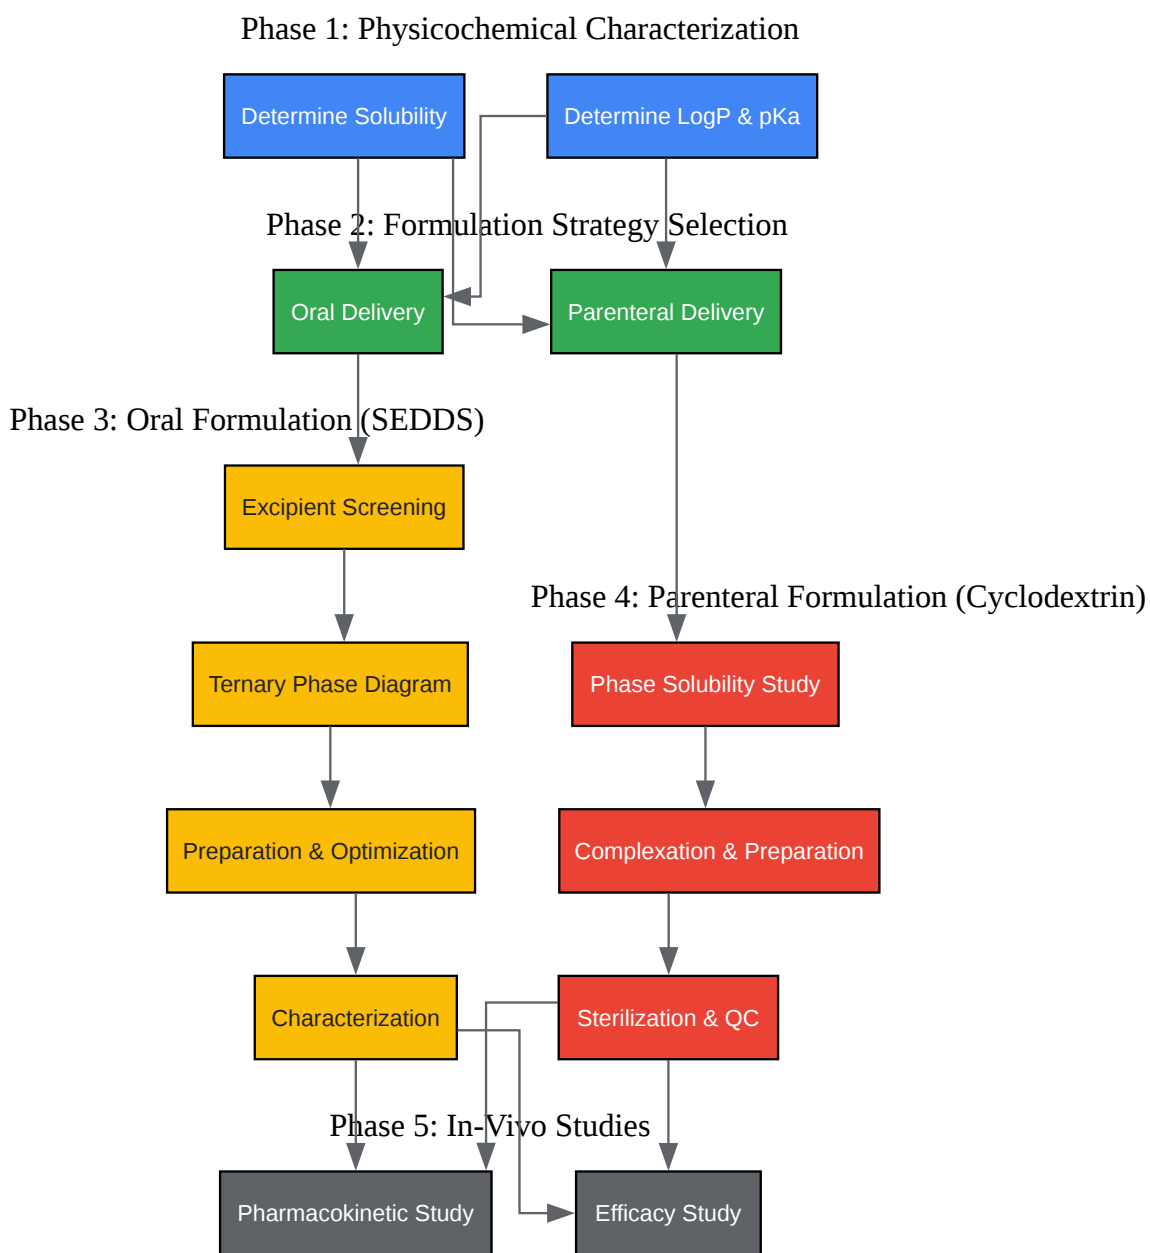 Phase 1: Physicochemical Characterization
Determine Solubility
Determine LogP & pKa
Phase 2: Formulation Strategy Selection
Oral Delivery
Parenteral Delivery
Phase 3: Oral Formulation (SEDDS)
Excipient Screening
Phase 4: Parenteral Formulation (Cyclodextrin)
Ternary Phase Diagram
Phase Solubility Study
Preparation & Optimization
Complexation & Preparation
Characterization
Sterilization & QC
Phase 5: In-Vivo Studies
Pharmacokinetic Study
Efficacy Study